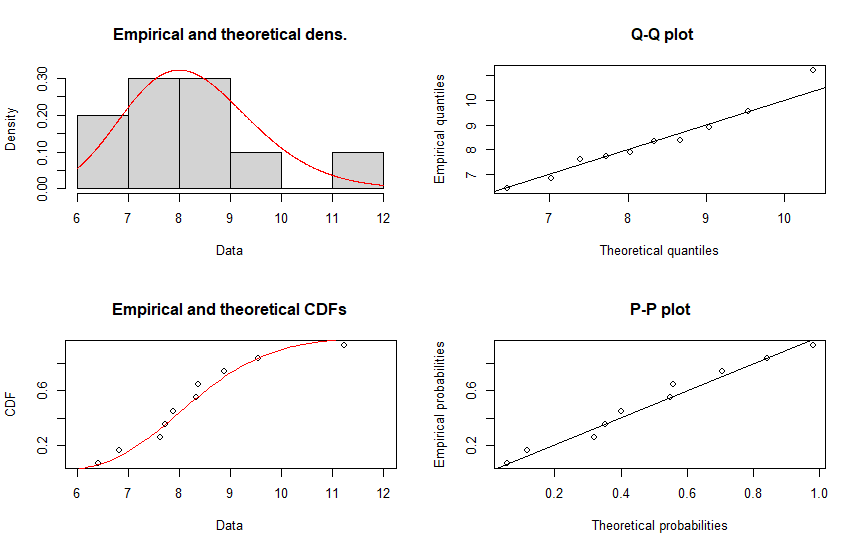 Empirical and theoretical dens.
Density
0.00 0.10 0.20 0.30
6 7 8 9 10 11 12
Data
Q-Q plot
Empirical quantiles
7 8 9 10
7 8 9 10
Theoretical quantiles
Empirical and theoretical CDFs
CDF
0.2 0.6
6 7 8 9 10 11 12
Data
P-P plot
Empirical probabilities
0.2 0.6
0.2 0.4 0.6 0.8 1.0
Theoretical probabilities